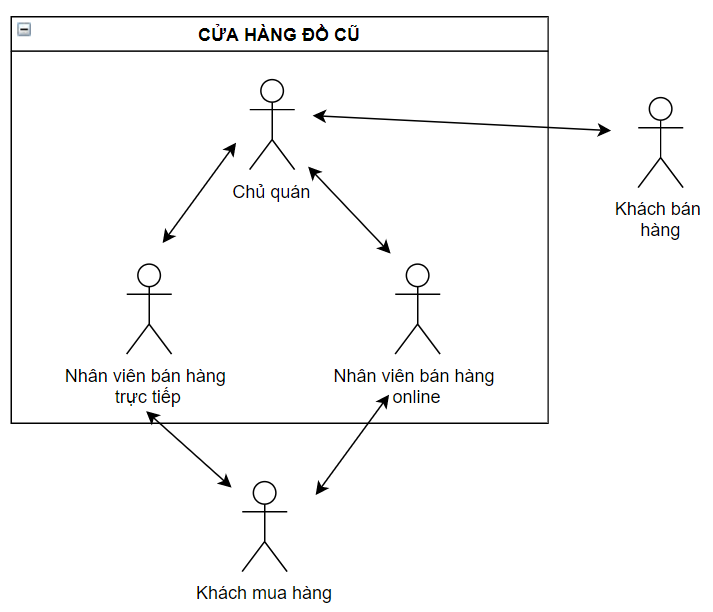 CỬA HÀNG ĐỒ CŨ
Chủ quán
Khách bán
hàng
Nhân viên bán hàng
trực tiếp
Nhân viên bán hàng
online
Khách mua hàng